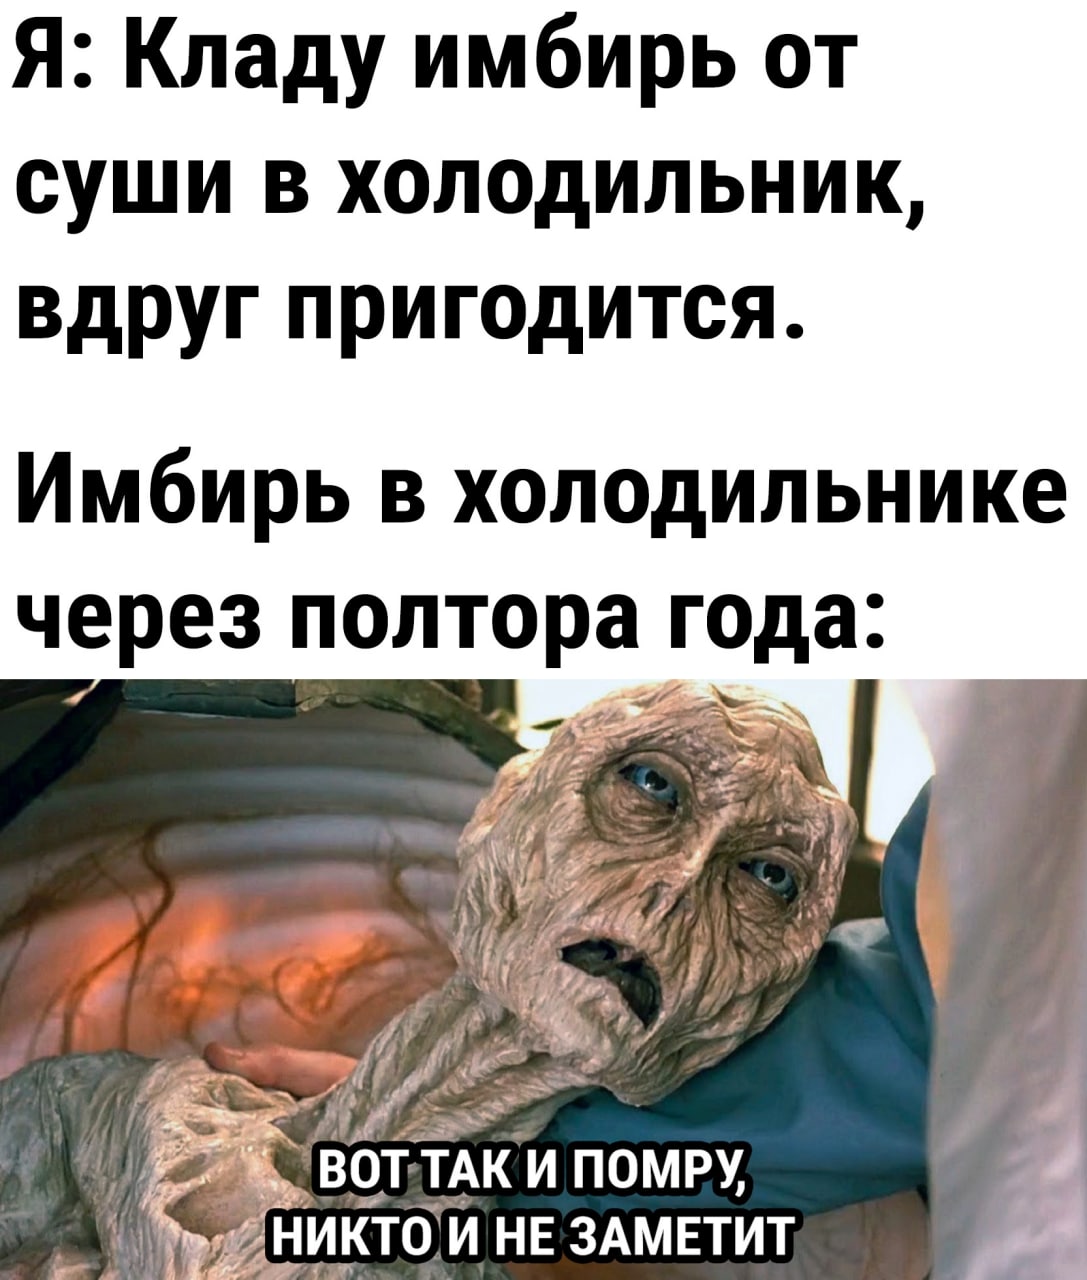 Я: Кладу имбирь от
суши в холодильник,
вдруг пригодится.
Имбирь в холодильнике
через полтора года:
ВОТ ТАК И ПОМРУ,
НИКТО И НЕ ЗАМЕТИТ